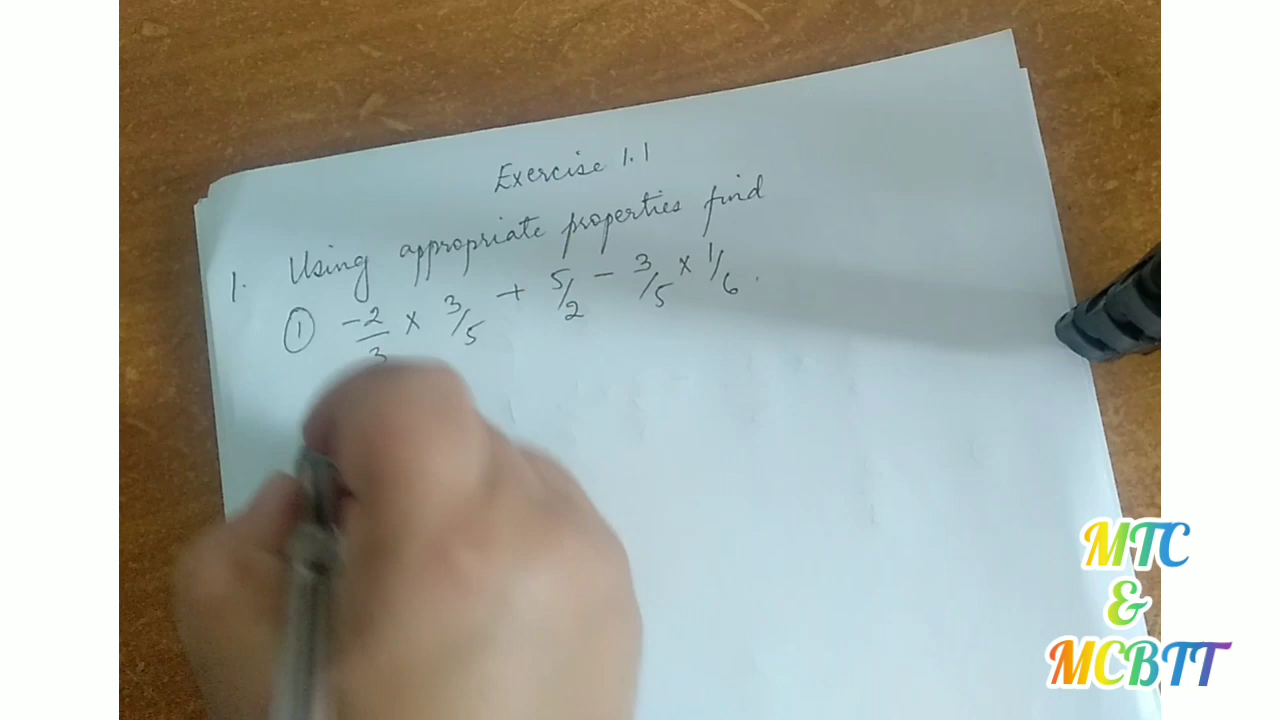 Exercise 1.1
1. Using appropriate properties find
① -2/3 × 3/5 + 5/2 - 3/5 × 1/6.
MTC
&
MCBTT